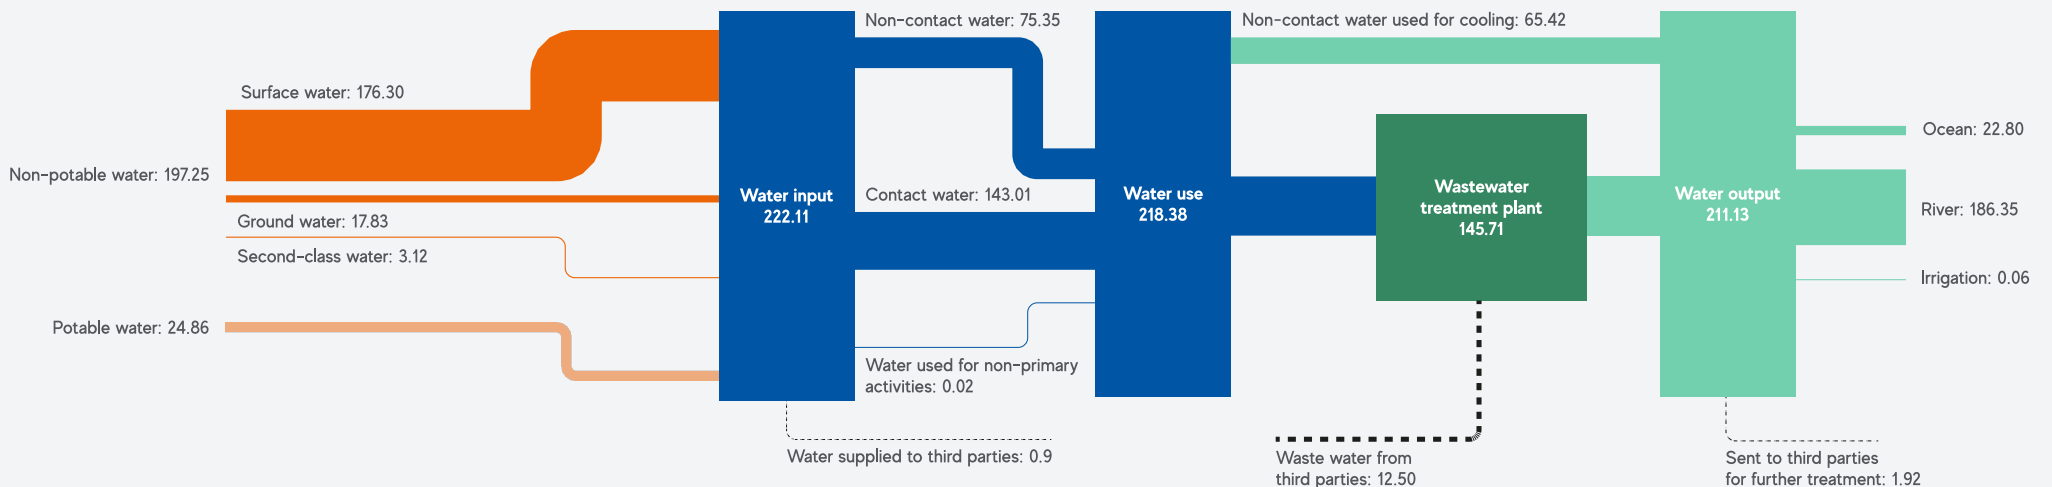 Non-potable water: 197.25
Surface water: 176.30
Ground water: 17.83
Second-class water: 3.12
Potable water: 24.86
Water input
222.11
Water supplied to third parties: 0.9
Non-contact water: 75.35
Contact water: 143.01
Water used for non-primary
activities: 0.02
Water use
218.38
Non-contact water used for cooling: 65.42
Wastewater
treatment plant
145.71
Waste water from
third parties: 12.50
Water output
211.13
Sent to third parties
for further treatment: 1.92
Ocean: 22.80
River: 186.35
Irrigation: 0.06